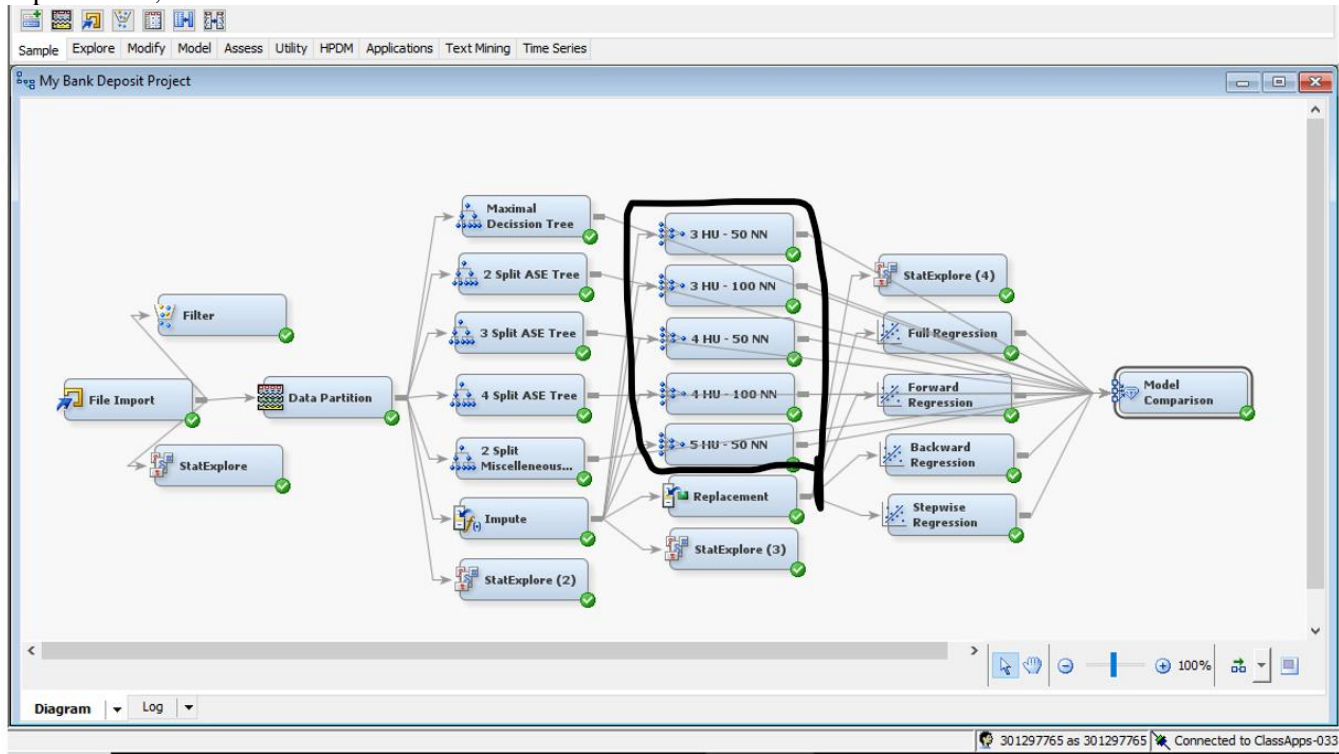 Sample Explore Modify Model Assess Utility HPDM Applications Text Mining Time Series
My Bank Deposit Project
Maximal
Decission Tree
2 Split ASE Tree
3 Split ASE Tree
4 Split ASE Tree
2 Split
Miscelleneous...
Impute
StatExplore (2)
Filter
File Import
StatExplore
Data Partition
3 HU - 50 NN
3 HU - 100 NN
4 HU - 50 NN
4 HU - 100 NN
5 HU - 50 NN
Replacement
StatExplore (3)
StatExplore (4)
Full Regression
Forward
Regression
Backward
Regression
Stepwise
Regression
Model
Comparison
100%
Diagram Log
301297765 as 301297765 Connected to ClassApps-033